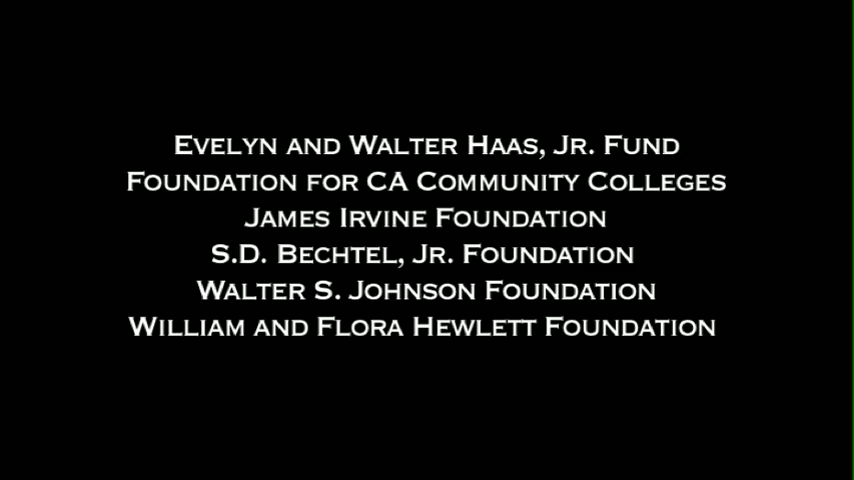 Evelyn and Walter Haas, Jr. Fund
Foundation for CA Community Colleges
James Irvine Foundation
S.D. Bechtel, Jr. Foundation
Walter S. Johnson Foundation
William and Flora Hewlett Foundation